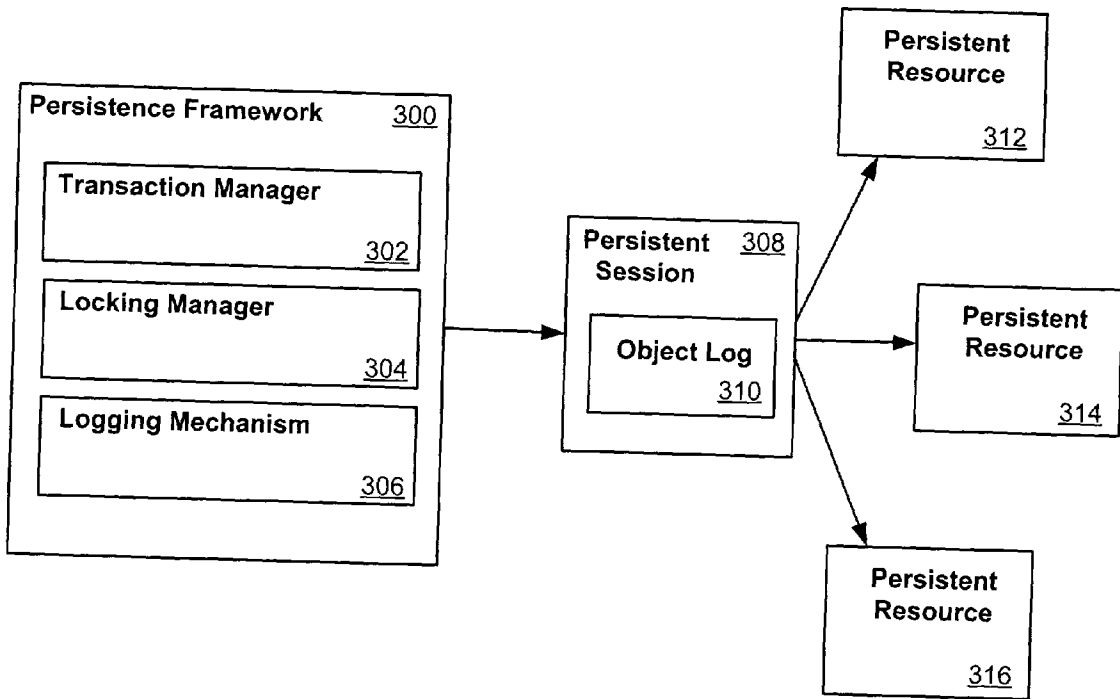 Persistence Framework 300
Transaction Manager
302
Locking Manager
304
Logging Mechanism
306
Persistent 308
Session
Object Log
310
Persistent
Resource
312
Persistent
Resource
314
Persistent
Resource
316